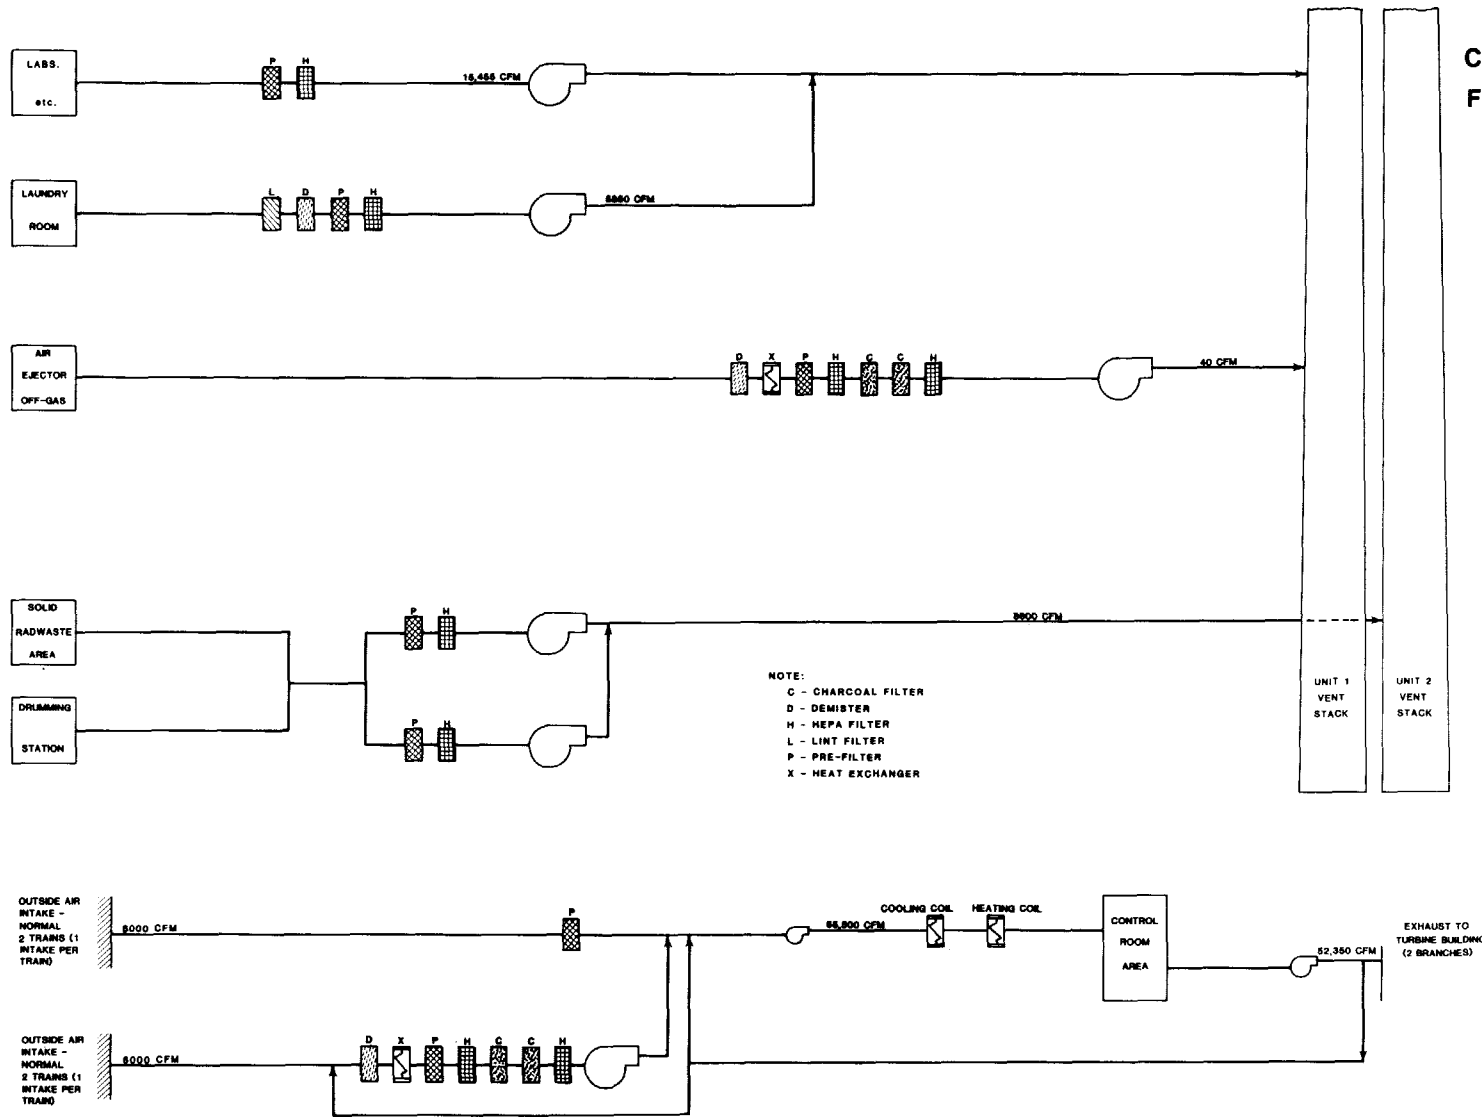 C
F
LABS.
etc.
P H
15,455 CFM
LAUNDRY
ROOM
L D P H
AIR
EJECTOR
OFF-GAS
D X P H C C H
40 CFM
SOLID
RADWASTE
AREA
P H
DRUMMING
STATION
P H
NOTE:
C - CHARCOAL FILTER
D - DEMISTER
H - HEPA FILTER
L - LINT FILTER
P - PRE-FILTER
X - HEAT EXCHANGER
UNIT 1
VENT
STACK
UNIT 2
VENT
STACK
OUTSIDE AIR
INTAKE -
NORMAL
2 TRAINS (1
INTAKE PER
TRAIN)
6000 CFM
P
CFM
COOLING COIL
HEATING COIL
CONTROL
ROOM
AREA
52,350 CFM
EXHAUST TO
TURBINE BUILDING
(2 BRANCHES)
OUTSIDE AIR
INTAKE -
NORMAL
2 TRAINS (1
INTAKE PER
TRAIN)
6000 CFM
D X P H C C H